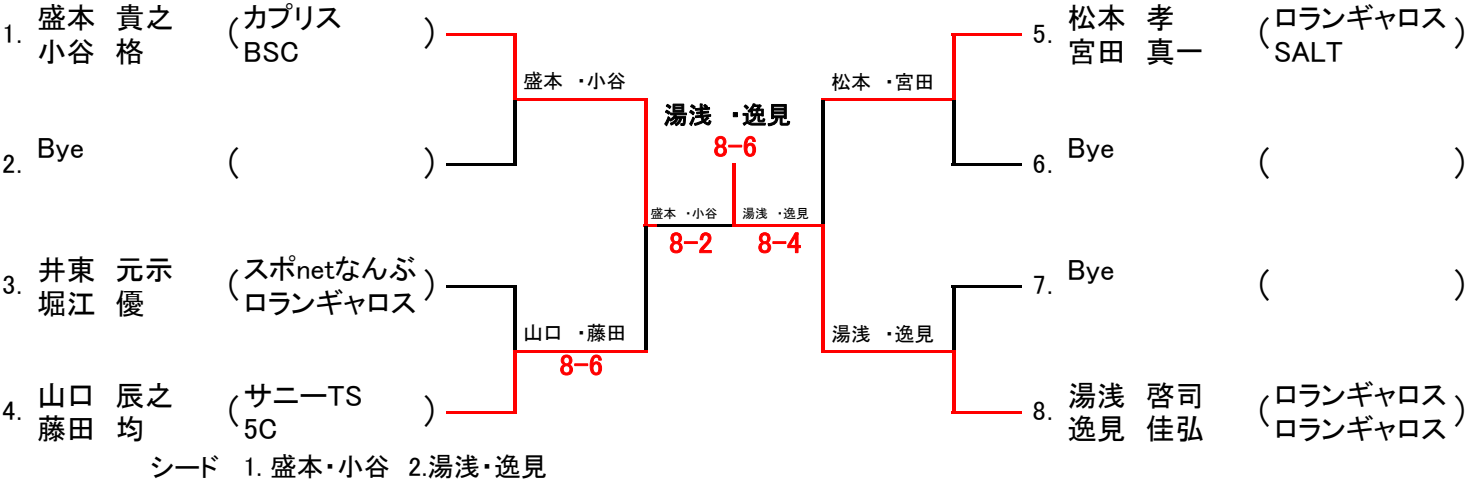 1. 盛本 貴之 (カプリス)
小谷 格 BSC
盛本 ・小谷
2. Bye ( )
3. 井東 元示 (スポnetなんぶ)
堀江 優 ロランギャロス
山口 ・藤田
8-6
4. 山口 辰之 (サニーTS)
藤田 均 5C
盛本 ・小谷
8-2
湯浅 ・逸見
8-6
湯浅 ・逸見
8-4
5. 松本 孝 (ロランギャロス)
宮田 真一 SALT
松本 ・宮田
6. Bye ( )
7. Bye ( )
湯浅 ・逸見
8. 湯浅 啓司 (ロランギャロス)
逸見 佳弘 ロランギャロス
シード 1. 盛本・小谷 2.湯浅・逸見